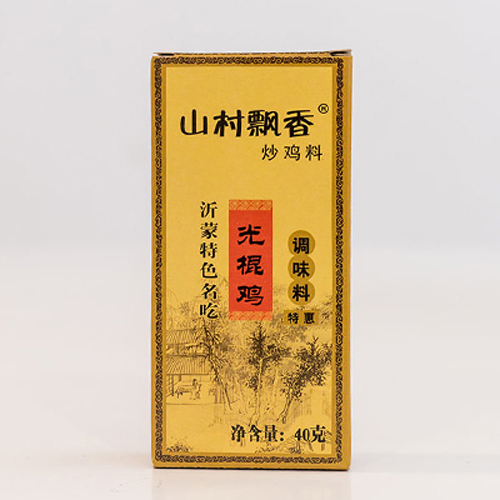 山村飘香®
炒鸡料
沂蒙特色名吃
光棍鸡
调味料
特惠
净含量：40克